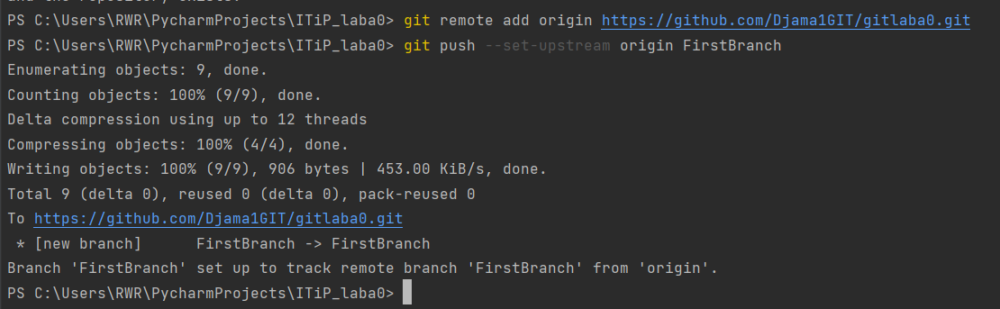 and the repository exists.
PS C:\Users\RWR\PycharmProjects\ITiP_laba0> git remote add origin https://github.com/Djama1GIT/gitlaba0.git
PS C:\Users\RWR\PycharmProjects\ITiP_laba0> git push --set-upstream origin FirstBranch
Enumerating objects: 9, done.
Counting objects: 100% (9/9), done.
Delta compression using up to 12 threads
Compressing objects: 100% (4/4), done.
Writing objects: 100% (9/9), 906 bytes | 453.00 KiB/s, done.
Total 9 (delta 0), reused 0 (delta 0), pack-reused 0
To https://github.com/Djama1GIT/gitlaba0.git
 * [new branch]      FirstBranch -> FirstBranch
Branch 'FirstBranch' set up to track remote branch 'FirstBranch' from 'origin'.
PS C:\Users\RWR\PycharmProjects\ITiP_laba0>